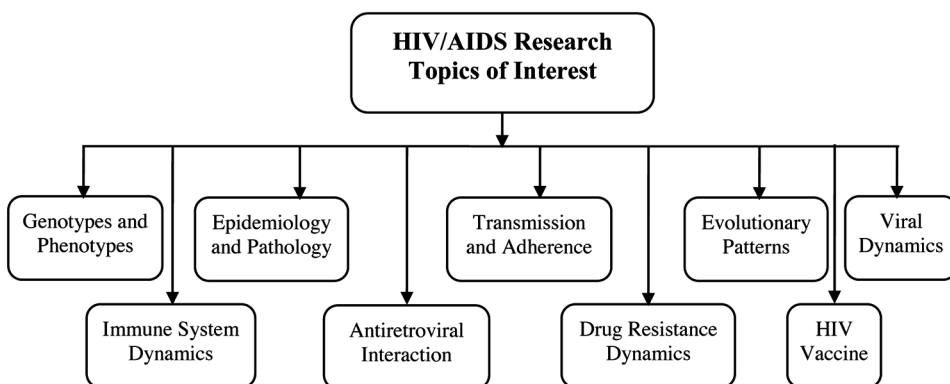 HIV/AIDS Research
Topics of Interest
Genotypes and
Phenotypes
Epidemiology
and Pathology
Transmission
and Adherence
Evolutionary
Patterns
Viral
Dynamics
Immune System
Dynamics
Antiretroviral
Interaction
Drug Resistance
Dynamics
HIV
Vaccine